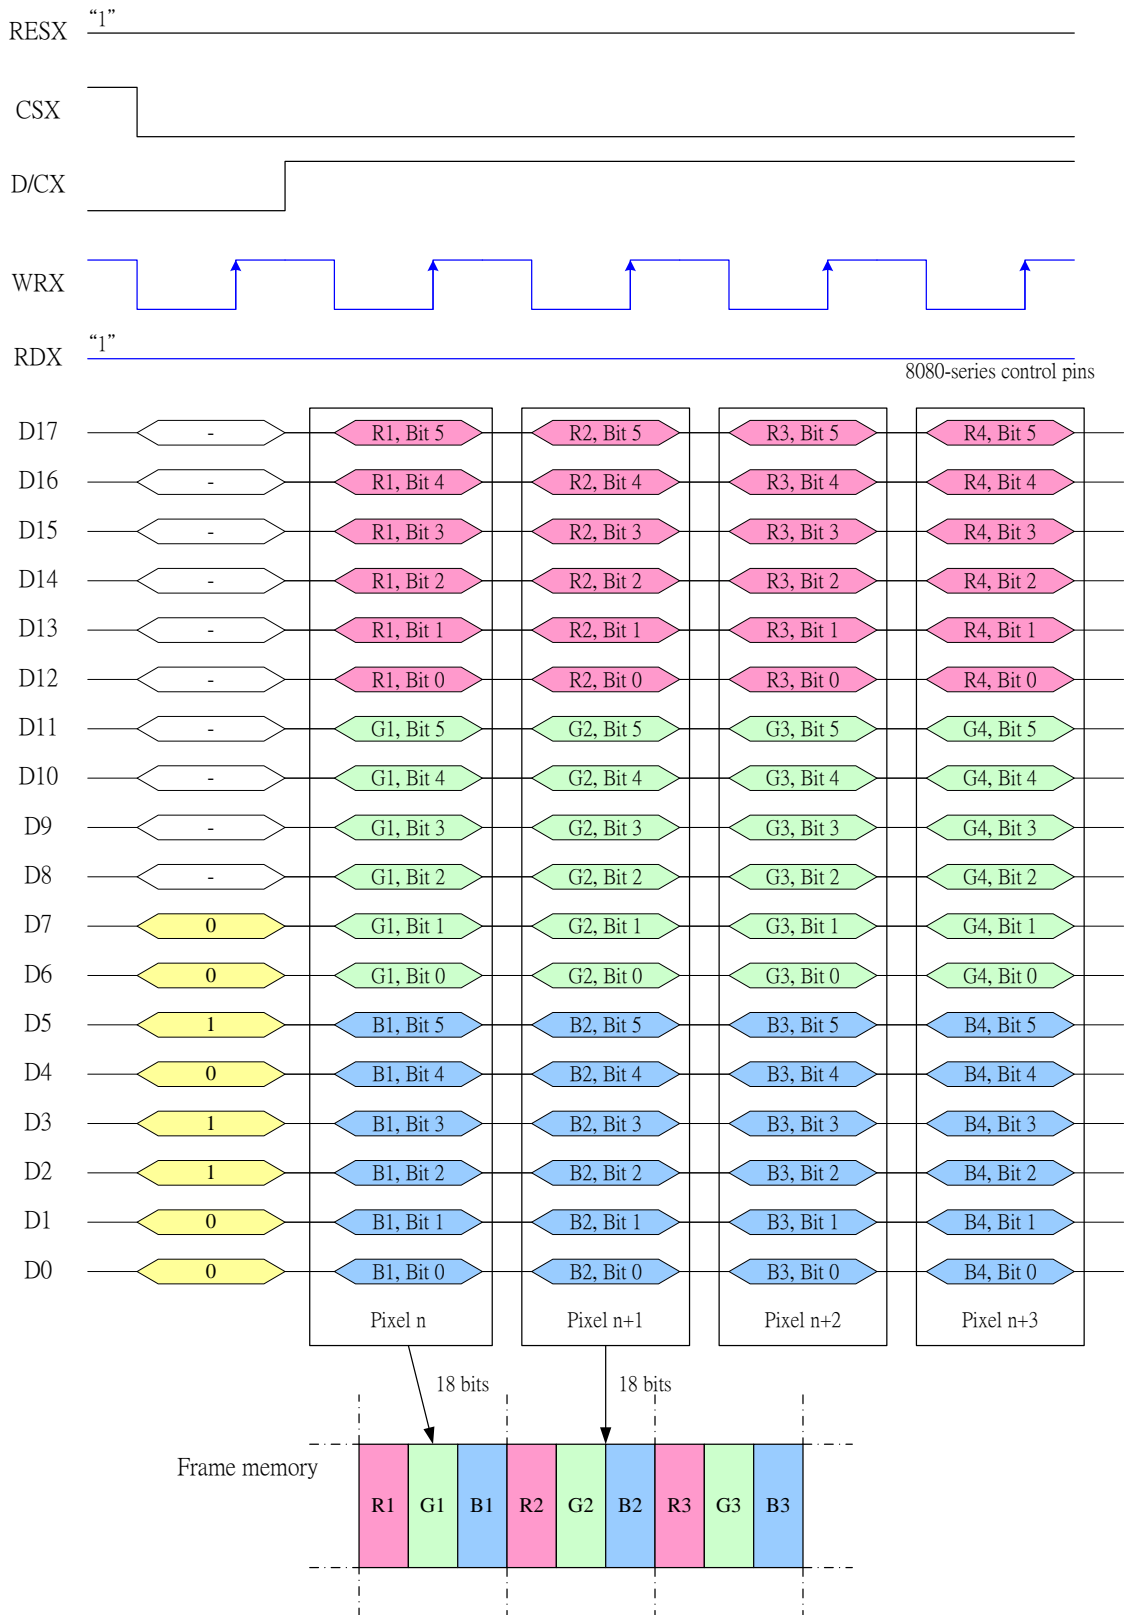 RESX “1”
CSX
D/CX
WRX
RDX “1”
8080-series control pins
D17 - R1, Bit 5 R2, Bit 5 R3, Bit 5 R4, Bit 5
D16 - R1, Bit 4 R2, Bit 4 R3, Bit 4 R4, Bit 4
D15 - R1, Bit 3 R2, Bit 3 R3, Bit 3 R4, Bit 3
D14 - R1, Bit 2 R2, Bit 2 R3, Bit 2 R4, Bit 2
D13 - R1, Bit 1 R2, Bit 1 R3, Bit 1 R4, Bit 1
D12 - R1, Bit 0 R2, Bit 0 R3, Bit 0 R4, Bit 0
D11 - G1, Bit 5 G2, Bit 5 G3, Bit 5 G4, Bit 5
D10 - G1, Bit 4 G2, Bit 4 G3, Bit 4 G4, Bit 4
D9 - G1, Bit 3 G2, Bit 3 G3, Bit 3 G4, Bit 3
D8 - G1, Bit 2 G2, Bit 2 G3, Bit 2 G4, Bit 2
D7 0 G1, Bit 1 G2, Bit 1 G3, Bit 1 G4, Bit 1
D6 0 G1, Bit 0 G2, Bit 0 G3, Bit 0 G4, Bit 0
D5 1 B1, Bit 5 B2, Bit 5 B3, Bit 5 B4, Bit 5
D4 0 B1, Bit 4 B2, Bit 4 B3, Bit 4 B4, Bit 4
D3 1 B1, Bit 3 B2, Bit 3 B3, Bit 3 B4, Bit 3
D2 1 B1, Bit 2 B2, Bit 2 B3, Bit 2 B4, Bit 2
D1 0 B1, Bit 1 B2, Bit 1 B3, Bit 1 B4, Bit 1
D0 0 B1, Bit 0 B2, Bit 0 B3, Bit 0 B4, Bit 0
Pixel n Pixel n+1 Pixel n+2 Pixel n+3
18 bits 18 bits
Frame memory
R1 G1 B1 R2 G2 B2 R3 G3 B3